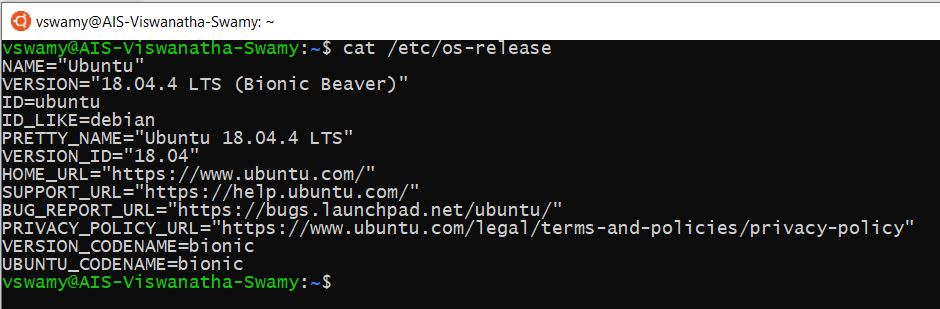 vswamy@AIS-Viswanatha-Swamy: ~
vswamy@AIS-Viswanatha-Swamy:~$ cat /etc/os-release
NAME="Ubuntu"
VERSION="18.04.4 LTS (Bionic Beaver)"
ID=ubuntu
ID_LIKE=debian
PRETTY_NAME="Ubuntu 18.04.4 LTS"
VERSION_ID="18.04"
HOME_URL="https://www.ubuntu.com/"
SUPPORT_URL="https://help.ubuntu.com/"
BUG_REPORT_URL="https://bugs.launchpad.net/ubuntu/"
PRIVACY_POLICY_URL="https://www.ubuntu.com/legal/terms-and-policies/privacy-policy"
VERSION_CODENAME=bionic
UBUNTU_CODENAME=bionic
vswamy@AIS-Viswanatha-Swamy:~$